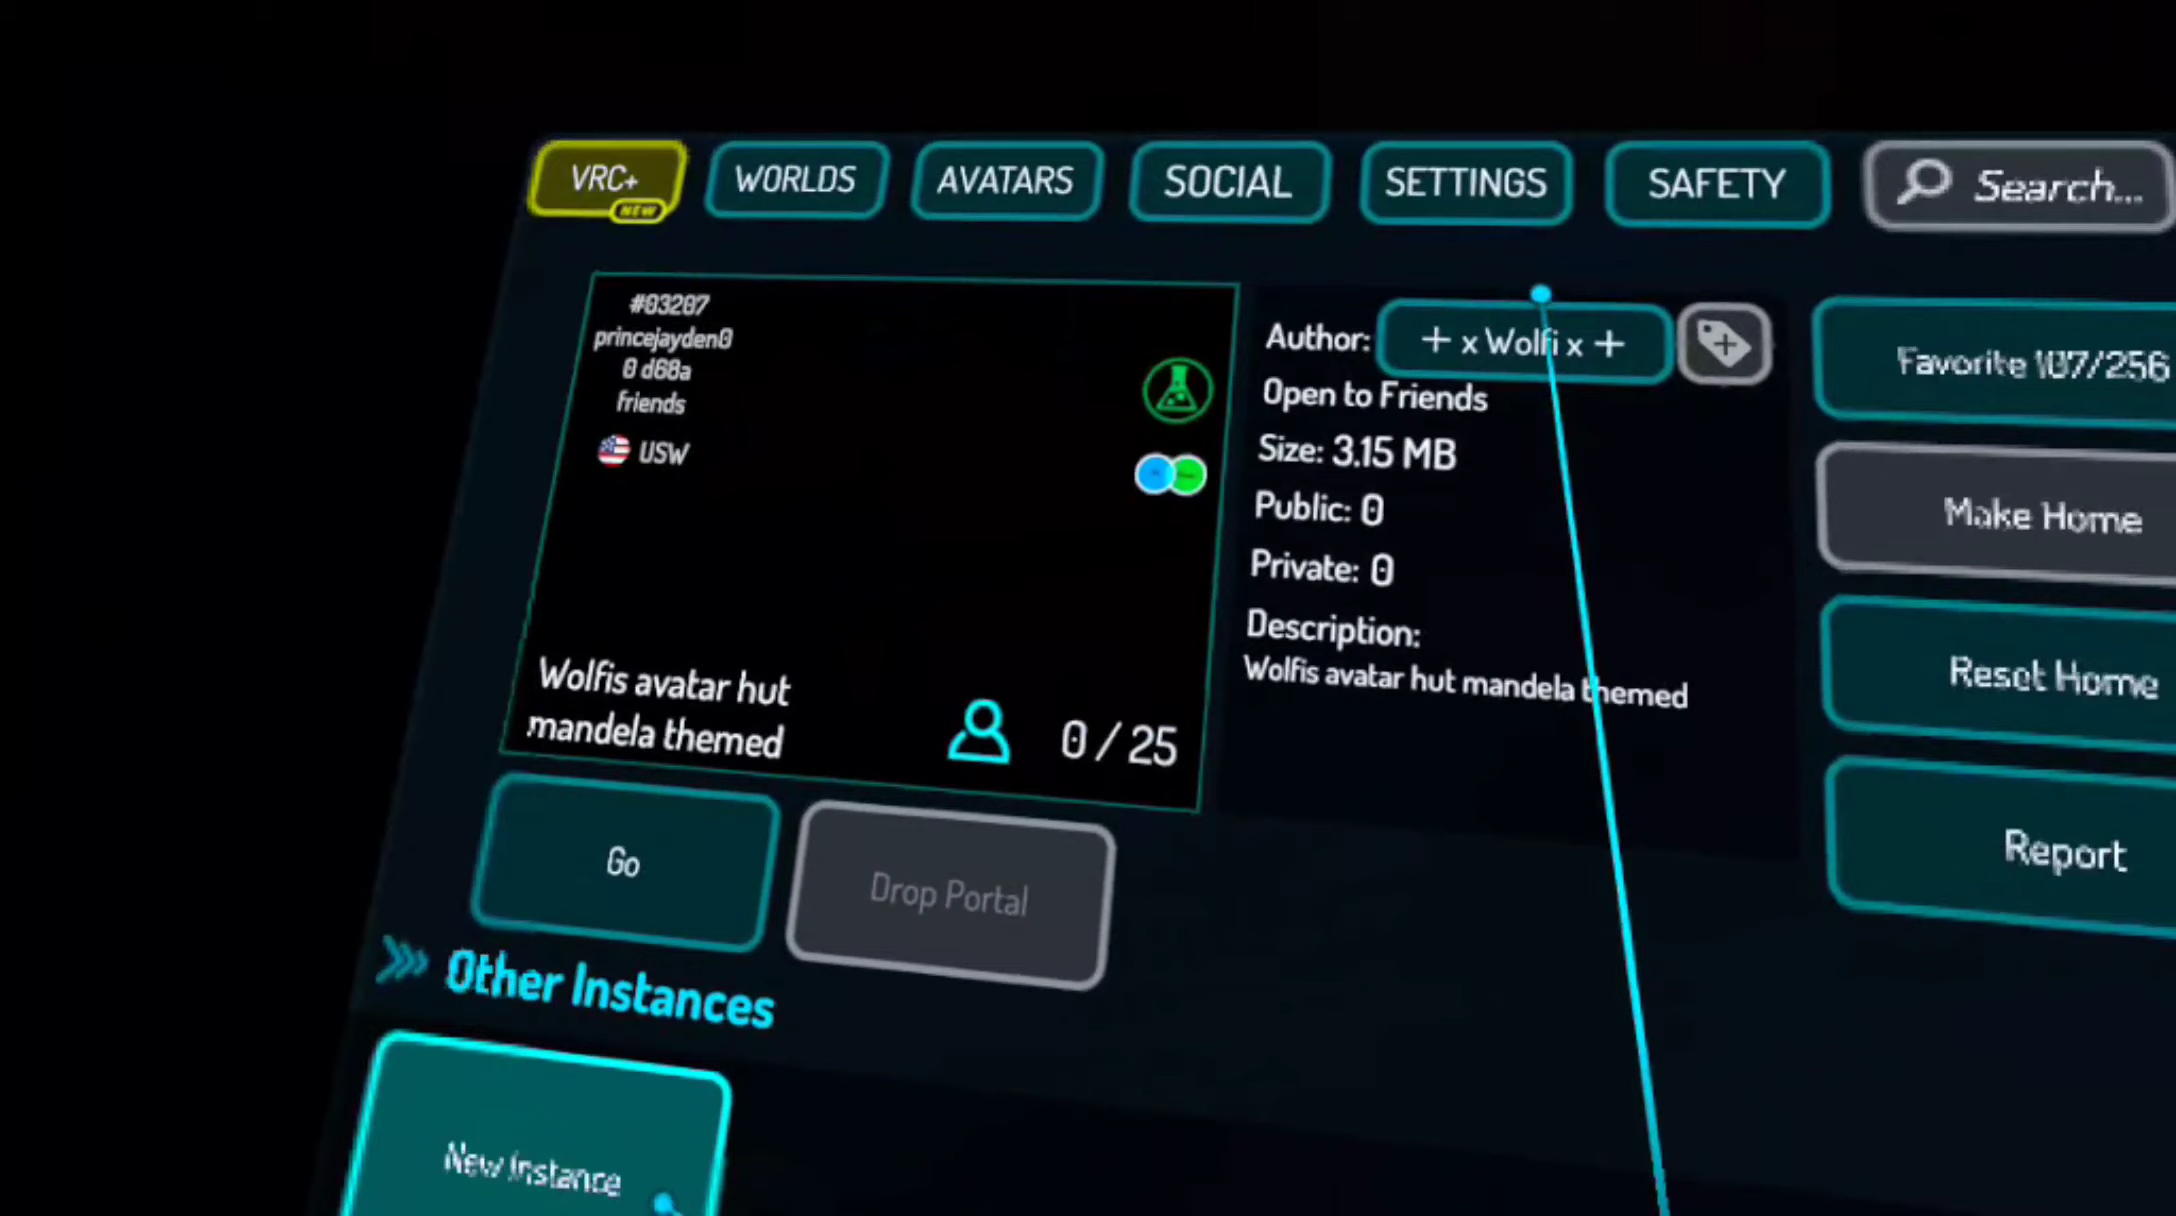 VRC+
NEW
WORLDS
AVATARS
SOCIAL
SETTINGS
SAFETY
Search...
#03207
princejayden0
0 d68a
friends
USW
Wolfis avatar hut
mandela themed
0 / 25
Author: + x Wolfi x +
Open to Friends
Size: 3.15 MB
Public: 0
Private: 0
Description:
Wolfis avatar hut mandela themed
Favorite 107/256
Make Home
Reset Home
Report
Go
Drop Portal
Other Instances
New Instance